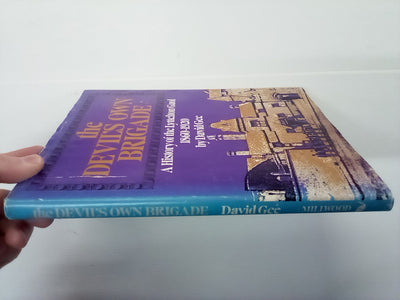 the
DEVIL'S OWN
BRIGADE
A History of the Lyttelton Gaol
1860-1920
by David Gee
the DEVIL'S OWN BRIGADE David Gee MILLWOOD